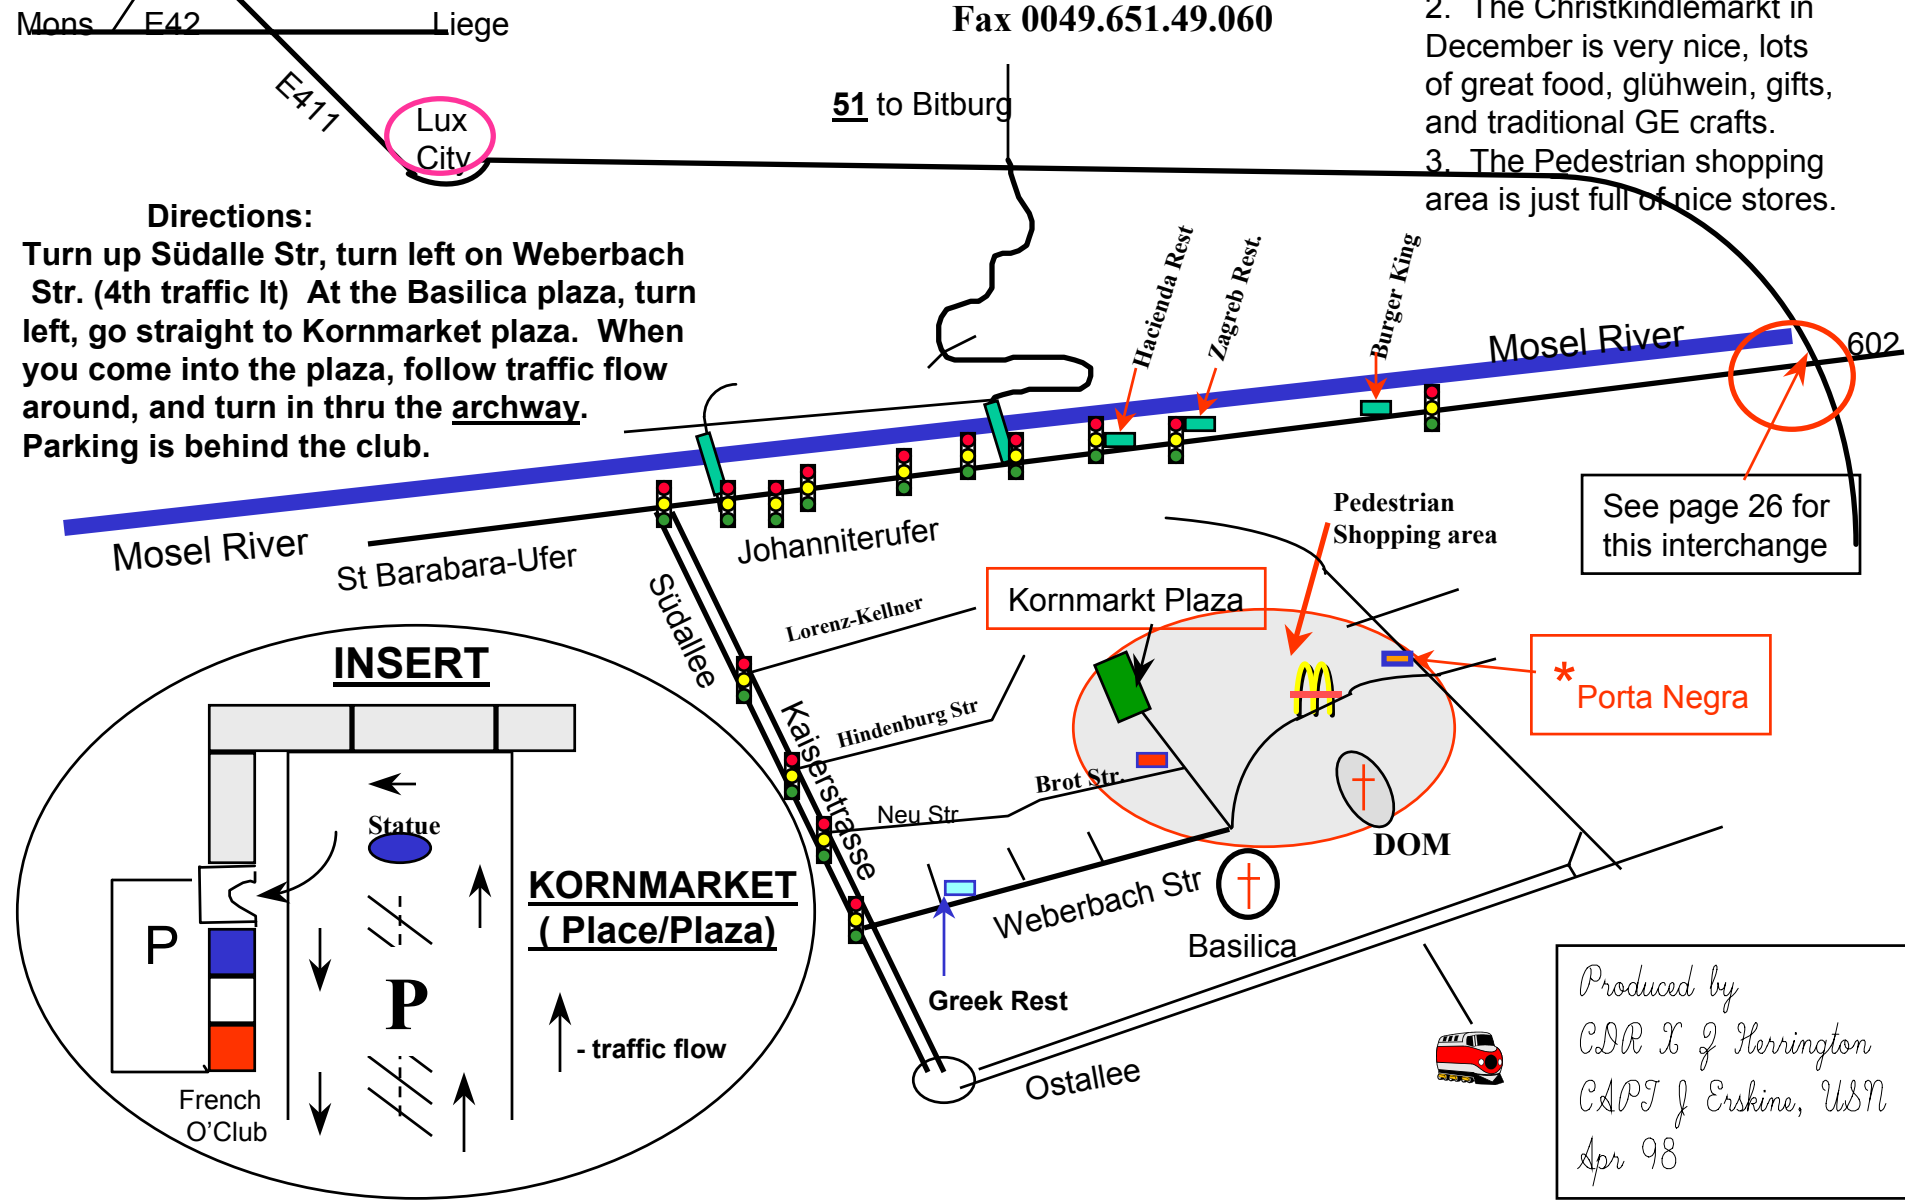 Mons
E42
Liege
E411
Lux
City
Fax 0049.651.49.060
51 to Bitburg
2. The Christkindlemarkt in
December is very nice, lots
of great food, glühwein, gifts,
and traditional GE crafts.
3. The Pedestrian shopping
area is just full of nice stores.
Directions:
Turn up Südalle Str, turn left on Weberbach
Str. (4th traffic lt) At the Basilica plaza, turn
left, go straight to Kornmarket plaza. When
you come into the plaza, follow traffic flow
around, and turn in thru the archway.
Parking is behind the club.
Hacienda Rest
Zagreb Rest.
Burger King
Mosel River
602
See page 26 for
this interchange
Mosel River
St Barabara-Ufer
Johanniterufer
Pedestrian
Shopping area
Südallee
Kaiserstrasse
Lorenz-Kellner
Hindenburg Str
Neu Str
Brot Str.
Kornmarkt Plaza
*Porta Negra
DOM
Weberbach Str
Basilica
Greek Rest
Ostallee
INSERT
Statue
KORNMARKET
( Place/Plaza)
P
P
- traffic flow
French
O'Club
Produced by
CDR X J Herrington
CAPT J Erskine, USN
Apr 98